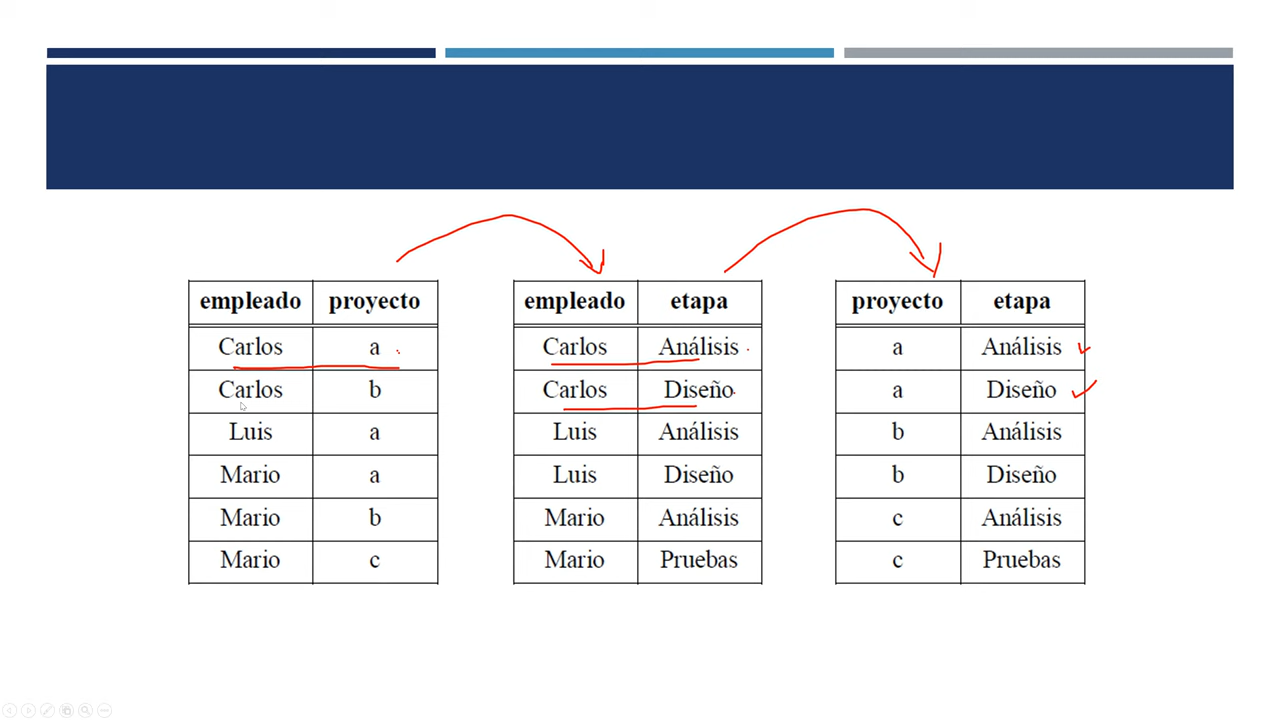 empleado proyecto empleado etapa proyecto etapa
Carlos a Carlos Análisis a Análisis
Carlos b Carlos Diseño a Diseño
Luis a Luis Análisis b Análisis
Mario a Luis Diseño b Diseño
Mario b Mario Análisis c Análisis
Mario c Mario Pruebas c Pruebas